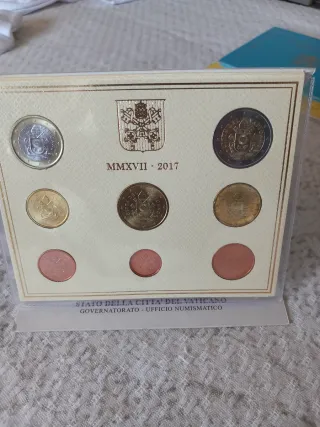 MMXVII - 2017
STATO DELLA CITTA' DEL VATICANO
GOVERNATORATO - UFFICIO NUMISMATICO